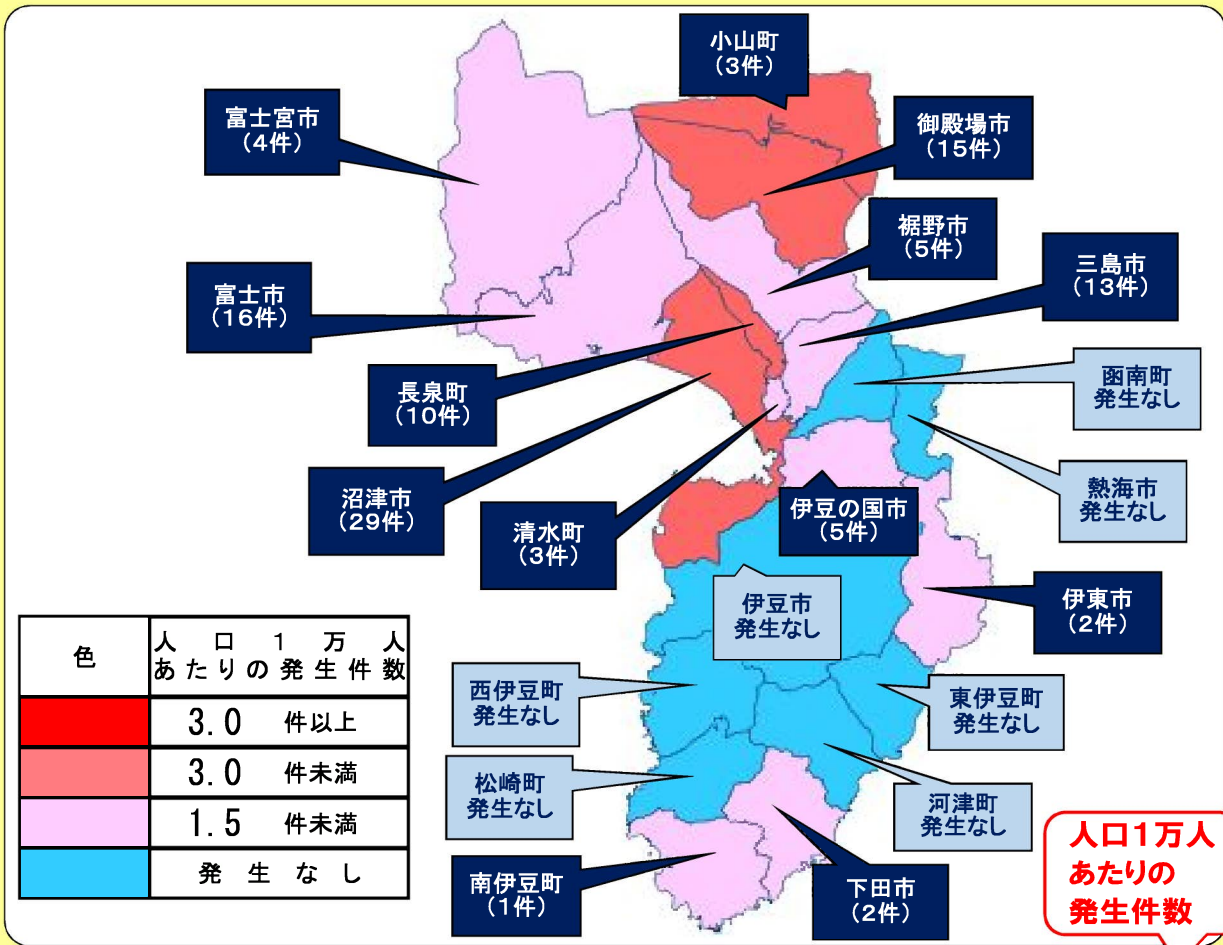 小山町
(3件)
富士宮市
(4件)
御殿場市
(15件)
裾野市
(5件)
三島市
(13件)
富士市
(16件)
函南町
発生なし
長泉町
(10件)
熱海市
発生なし
沼津市
(29件)
清水町
(3件)
伊豆の国市
(5件)
伊豆市
発生なし
伊東市
(2件)
西伊豆町
発生なし
東伊豆町
発生なし
松崎町
発生なし
河津町
発生なし
南伊豆町
(1件)
下田市
(2件)
色
人口1万人
あたりの発生件数
3.0 件以上
3.0 件未満
1.5 件未満
発生なし
人口1万人
あたりの
発生件数